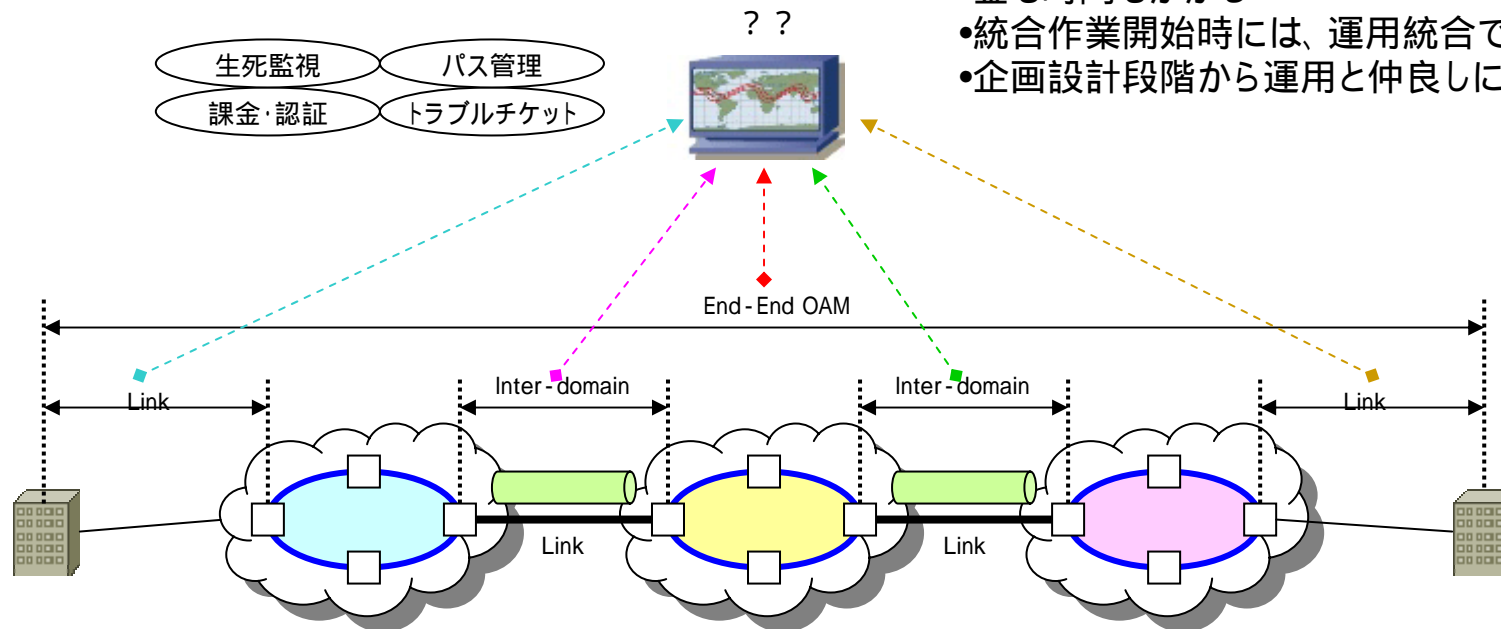 ？？
•統合作業開始時には、運用統合で
•企画設計段階から運用と仲良しに
生死監視
パス管理
課金・認証
トラブルチケット
End-End OAM
Link
Inter-domain
Inter-domain
Link
Link
Link